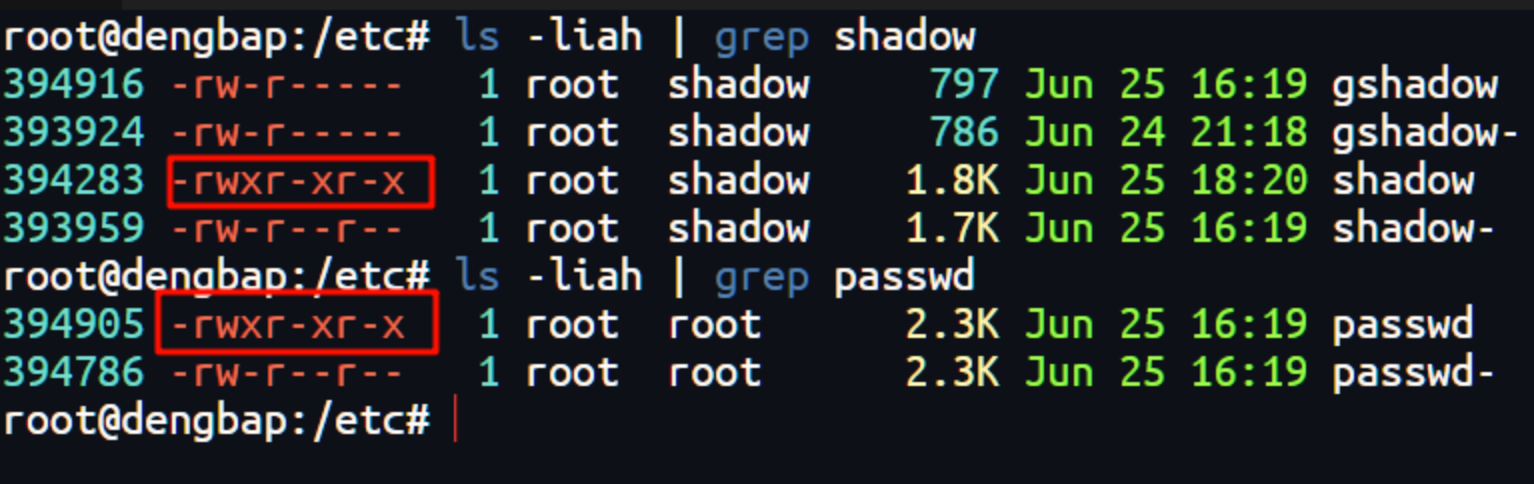 root@dengbap:/etc# ls -liah | grep shadow
394916 -rw-r----- 1 root shadow 797 Jun 25 16:19 gshadow
393924 -rw-r----- 1 root shadow 786 Jun 24 21:18 gshadow-
394283 -rwxr-xr-x 1 root shadow 1.8K Jun 25 18:20 shadow
393959 -rw-r--r-- 1 root shadow 1.7K Jun 25 16:19 shadow-
root@dengbap:/etc# ls -liah | grep passwd
394905 -rwxr-xr-x 1 root root 2.3K Jun 25 16:19 passwd
394786 -rw-r--r-- 1 root root 2.3K Jun 25 16:19 passwd-
root@dengbap:/etc#